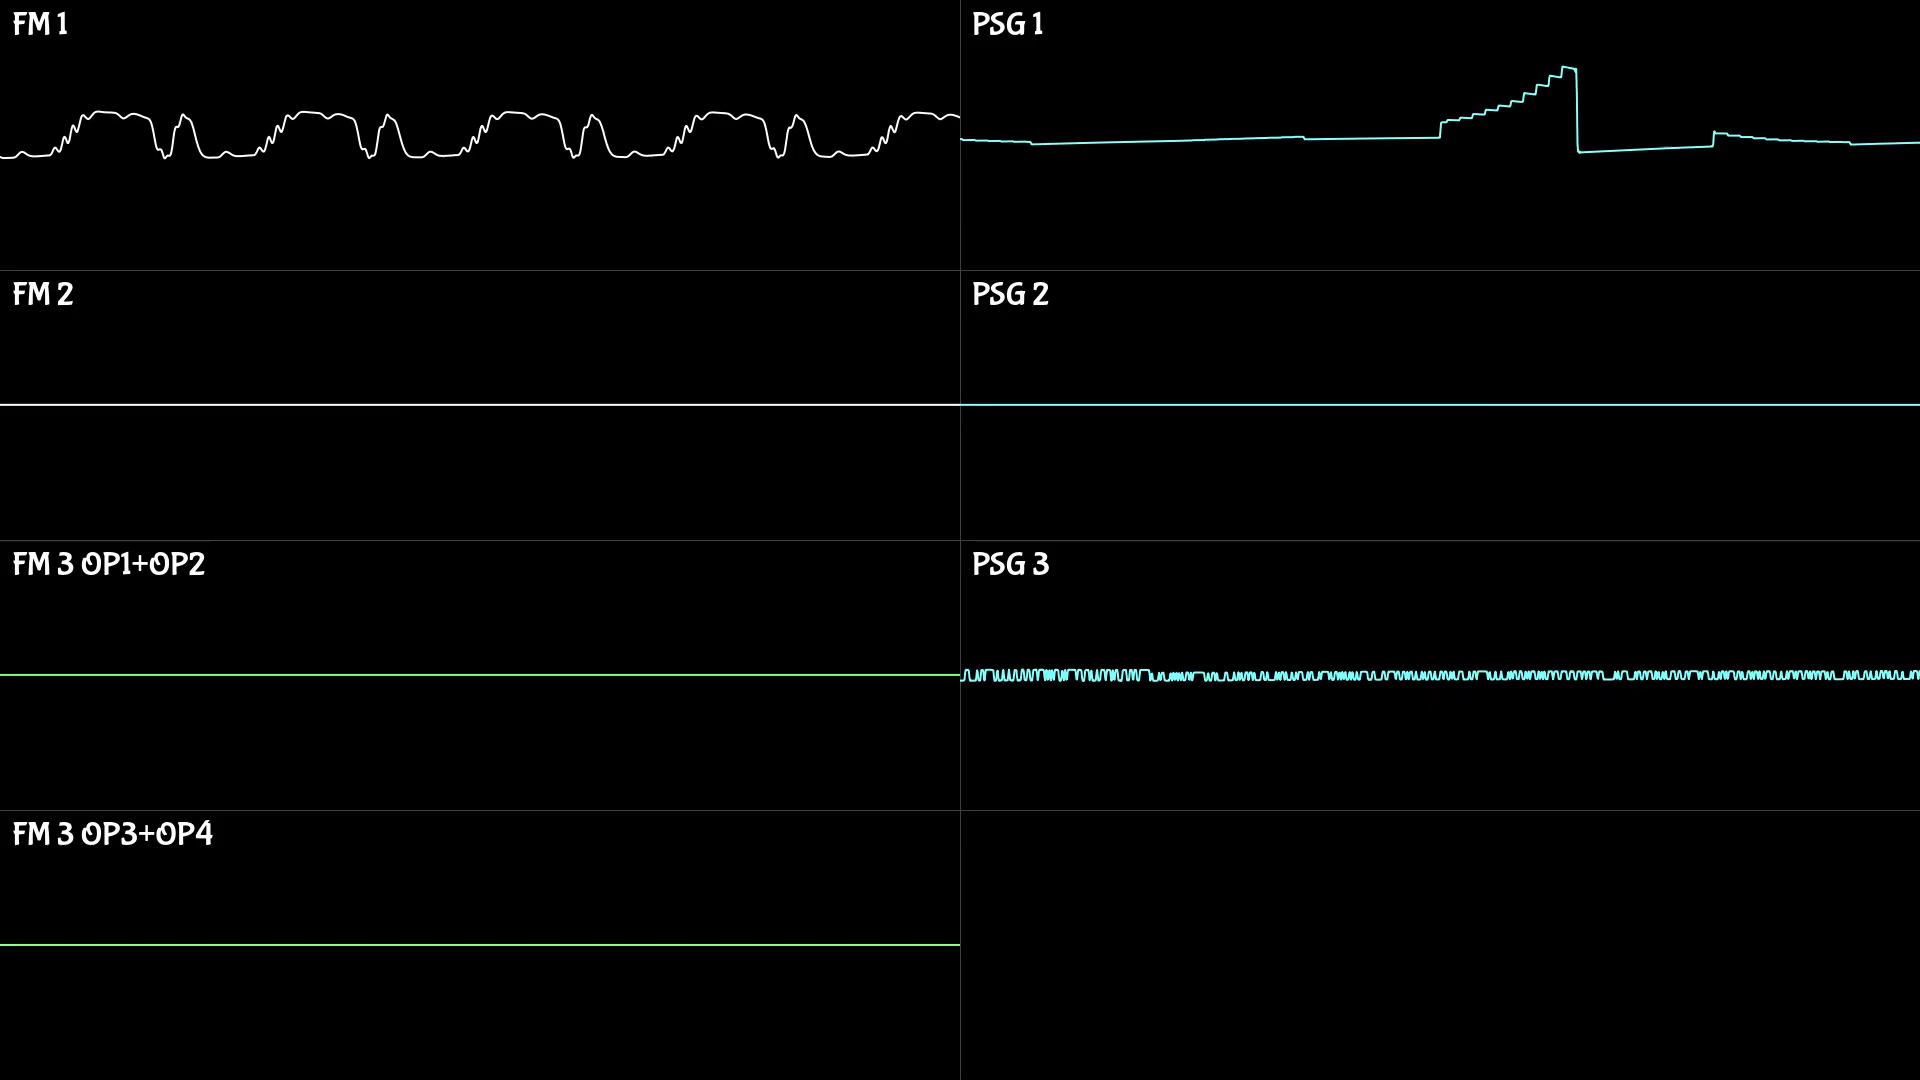 FM 1
PSG 1
FM 2
PSG 2
FM 3 OP1+OP2
PSG 3
FM 3 OP3+OP4